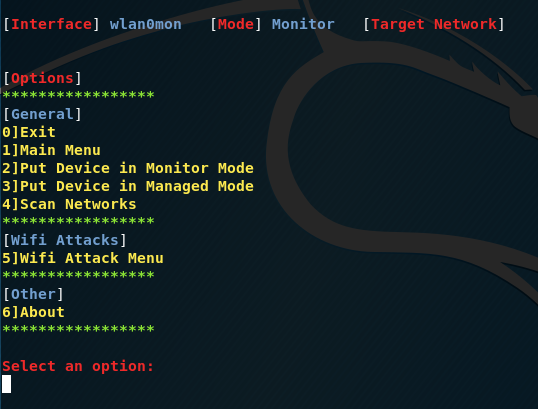 [Interface] wlan0mon [Mode] Monitor [Target Network]
[Options]
*****************
[General]
0]Exit
1]Main Menu
2]Put Device in Monitor Mode
3]Put Device in Managed Mode
4]Scan Networks
*****************
[Wifi Attacks]
5]Wifi Attack Menu
*****************
[Other]
6]About
*****************
Select an option: